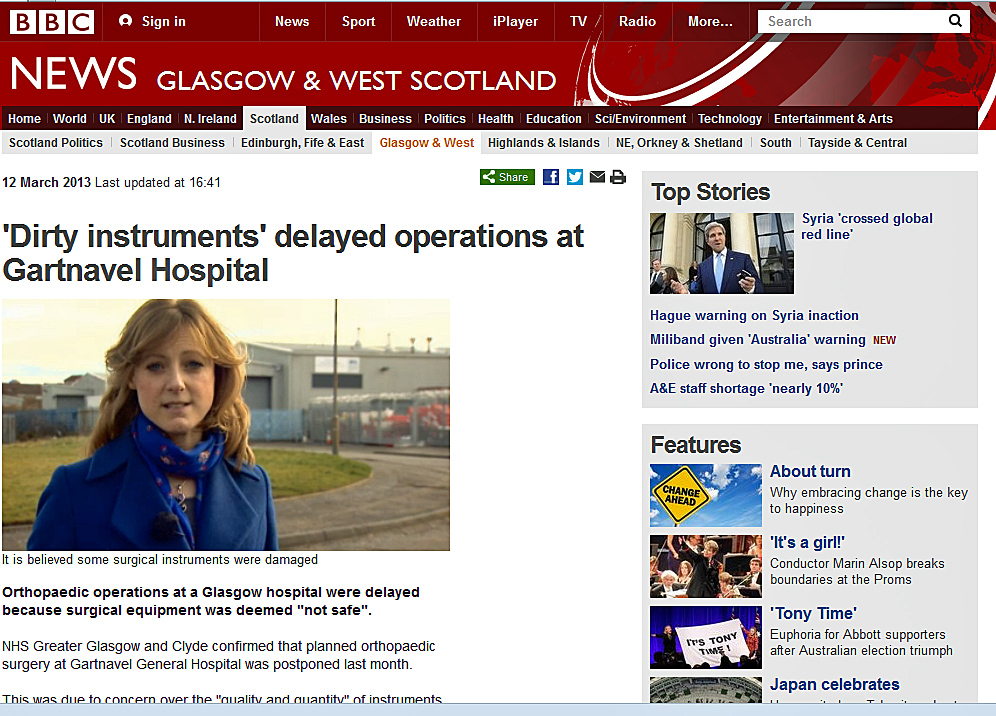 BBC Sign in News Sport Weather iPlayer TV Radio More... Search
NEWS GLASGOW & WEST SCOTLAND
Home World UK England N. Ireland Scotland Wales Business Politics Health Education Sci/Environment Technology Entertainment & Arts
Scotland Politics Scotland Business Edinburgh, Fife & East Glasgow & West Highlands & Islands NE, Orkney & Shetland South Tayside & Central
12 March 2013 Last updated at 16:41
Share
'Dirty instruments' delayed operations at
Gartnavel Hospital
It is believed some surgical instruments were damaged
Orthopaedic operations at a Glasgow hospital were delayed
because surgical equipment was deemed "not safe".
NHS Greater Glasgow and Clyde confirmed that planned orthopaedic
surgery at Gartnavel General Hospital was postponed last month.
This was due to concern over the "quality and quantity" of instruments
Top Stories
Syria 'crossed global
red line'
Hague warning on Syria inaction
Miliband given 'Australia' warning NEW
Police wrong to stop me, says prince
A&E staff shortage 'nearly 10%'
Features
CHANGE
AHEAD
About turn
Why embracing change is the key
to happiness
'It's a girl!'
Conductor Marin Alsop breaks
boundaries at the Proms
IT'S TONY
TIME!
'Tony Time'
Euphoria for Abbott supporters
after Australian election triumph
Japan celebrates